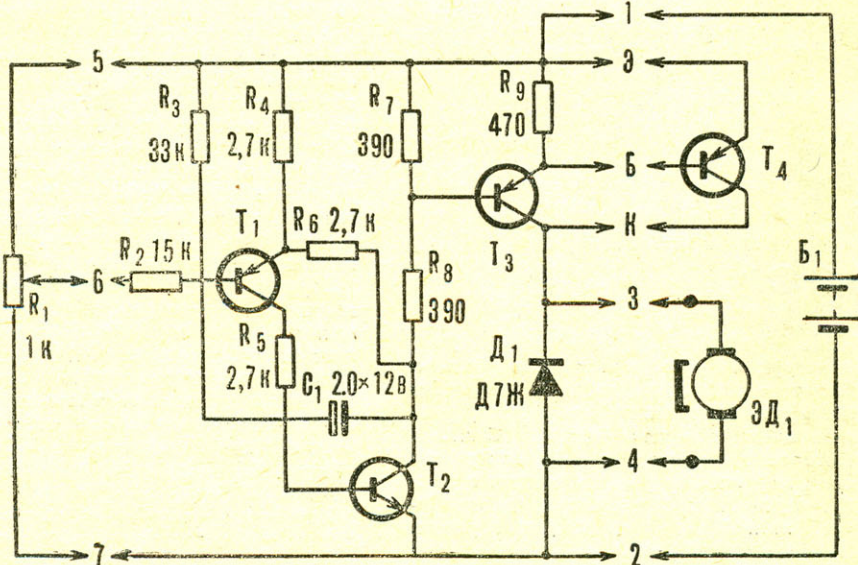 1
5
Э
R3
R4
R7
R9
33к
2,7к
390
470
Б
T4
T1
R6 2,7к
К
R2 15к
T3
Б1
6
R8
3
R1
390
1к
R5
Д1
2,7к
C1 2.0×12в
Д7Ж
ЭД1
4
T2
7
2